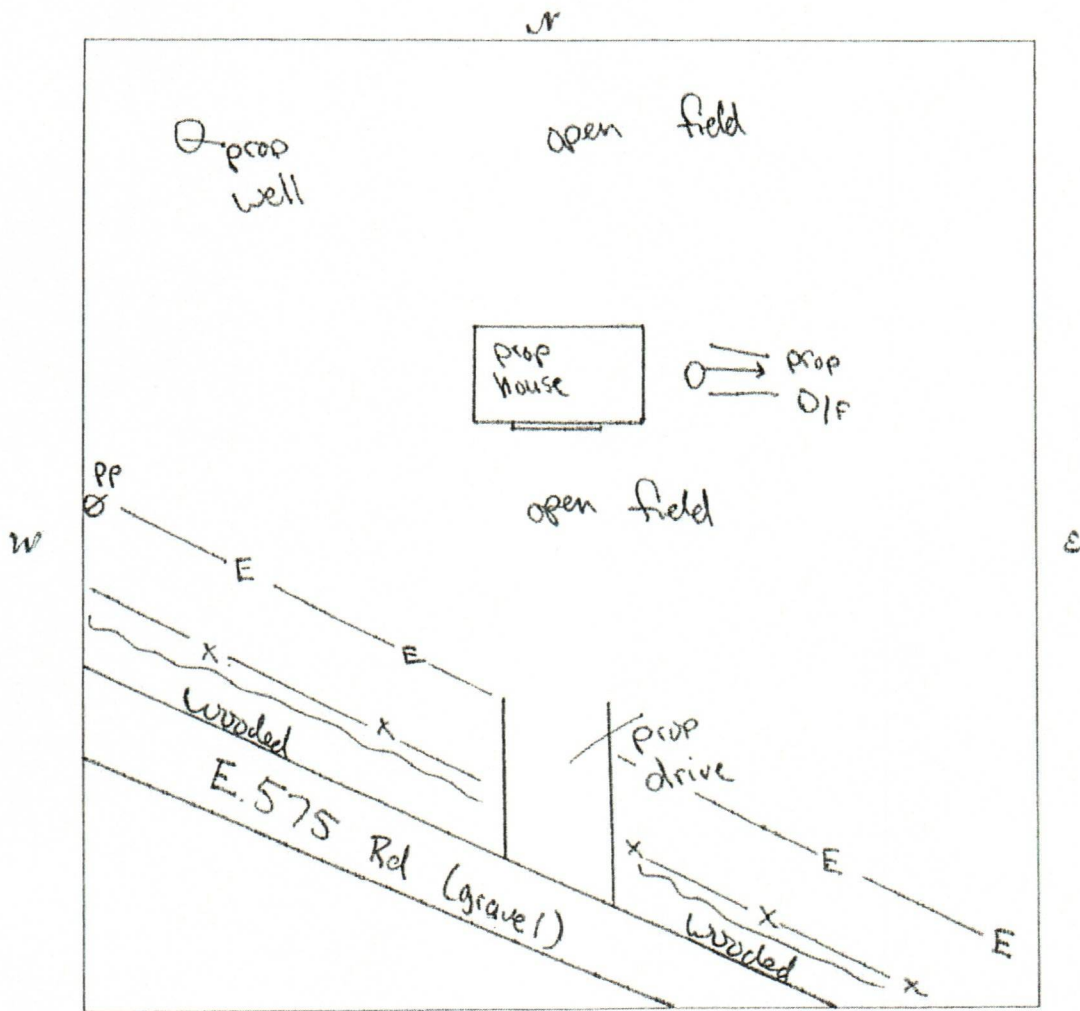 N
open field
prop
well
prop
house
prop
O/F
PP
open field
W
E
E
E
X
X
wooded
prop
drive
E. 575 Rd (gravel)
E
X
X
wooded
E
X